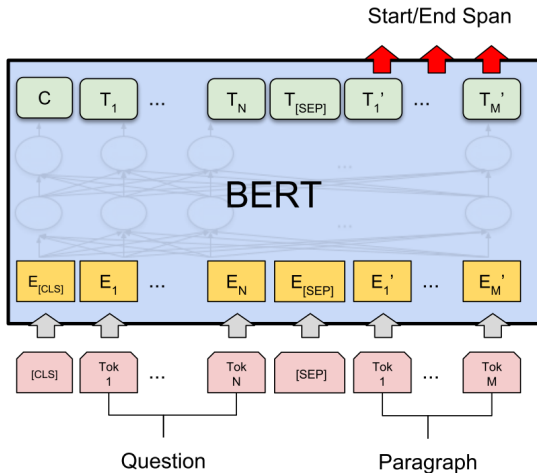 Start/End Span
C T1 ... TN T[SEP] T1' ... TM'
...
BERT
...
E[CLS] E1 ... EN E[SEP] E1' ... EM'
[CLS] Tok 1 ... Tok N [SEP] Tok 1 ... Tok M
Question Paragraph